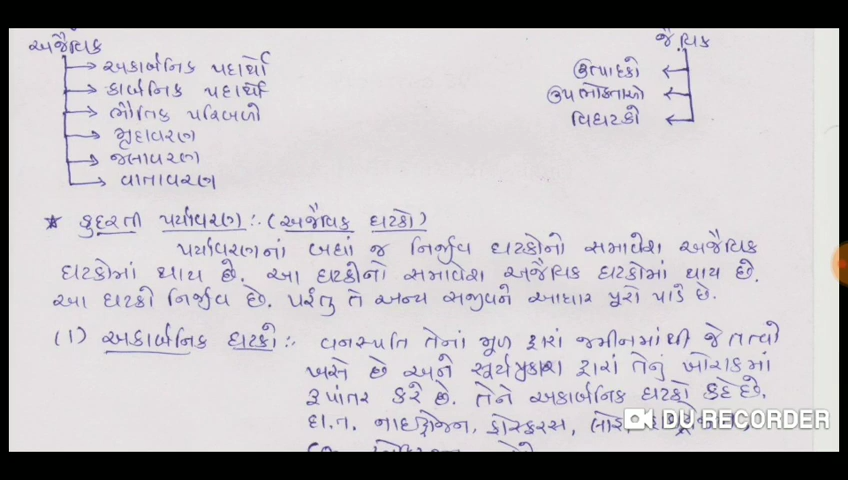 અજૈવિક
જૈવિક
અકાર્બનિક પદાર્થો
કાર્બનિક પદાર્થો
ભૌતિક પરિબળો
મૃદાવરણ
જલાવરણ
વાતાવરણ
ઉત્પાદકો
ઉપભોક્તાઓ
વિઘટકો
* કુદરતી પર્યાવરણ :- (અજૈવિક ઘટકો)
પર્યાવરણનાં બધાં જ નિર્જીવ ઘટકોનો સમાવેશ અજૈવિક
ઘટકોમાં થાય છે. આ ઘટકોનો સમાવેશ અજૈવિક ઘટકોમાં થાય છે.
આ ઘટકો નિર્જીવ છે. પરંતુ તે અન્ય સજીવને આધાર પૂરો પાડે છે.
(1) અકાર્બનિક ઘટકો :- વનસ્પતિ તેનાં મૂળ દ્વારાં જમીનમાંથી જે તત્વો
ખસે છે અને સૂર્યપ્રકાશ દ્વારાં તેનું ખોરાકમાં
રૂપાંતર કરે છે. તેને અકાર્બનિક ઘટકો કહે છે.
દા.ત. નાઈટ્રોજન, ફોસ્ફરસ,
DU RECORDER